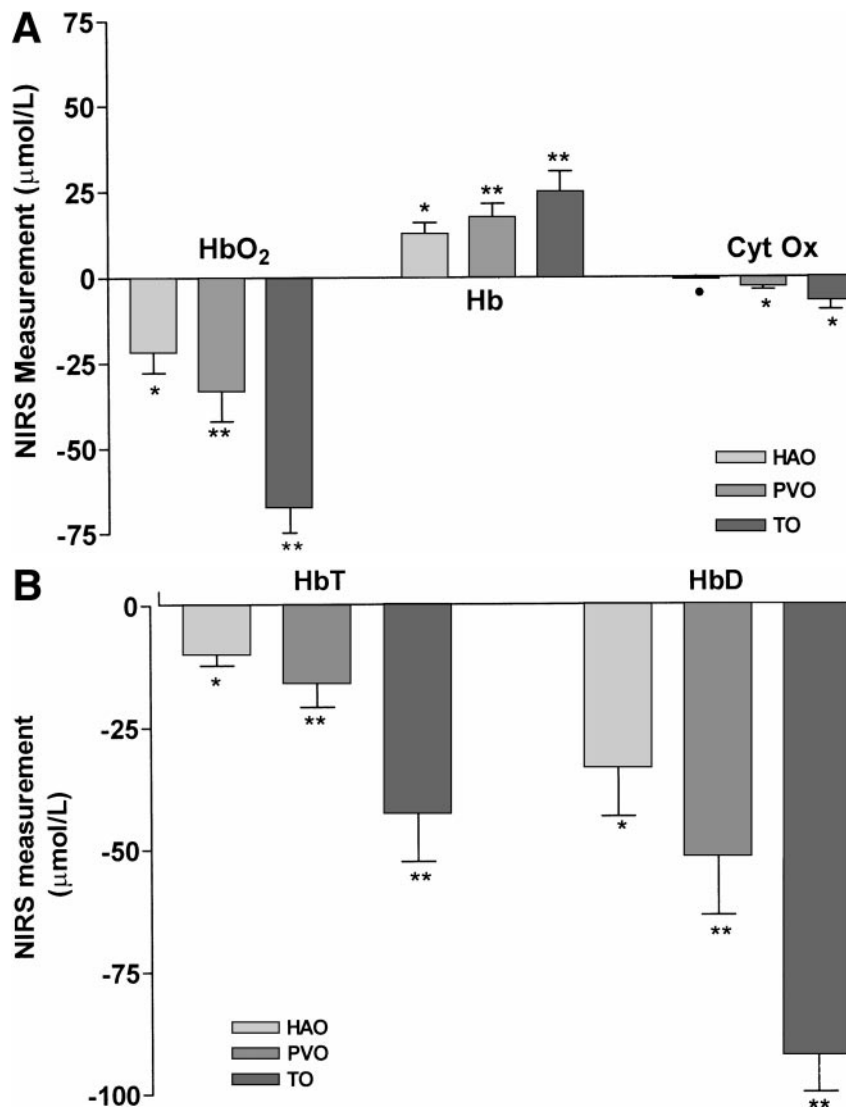 A
NIRS Measurement (μmol/L)
75
50
25
0
-25
-50
-75
HbO2
Hb
Cyt Ox
*
**
**
*
**
**
•
*
*
HAO
PVO
TO
B
NIRS measurement
(μmol/L)
0
-25
-50
-75
-100
HbT
HbD
*
**
**
*
**
**
HAO
PVO
TO